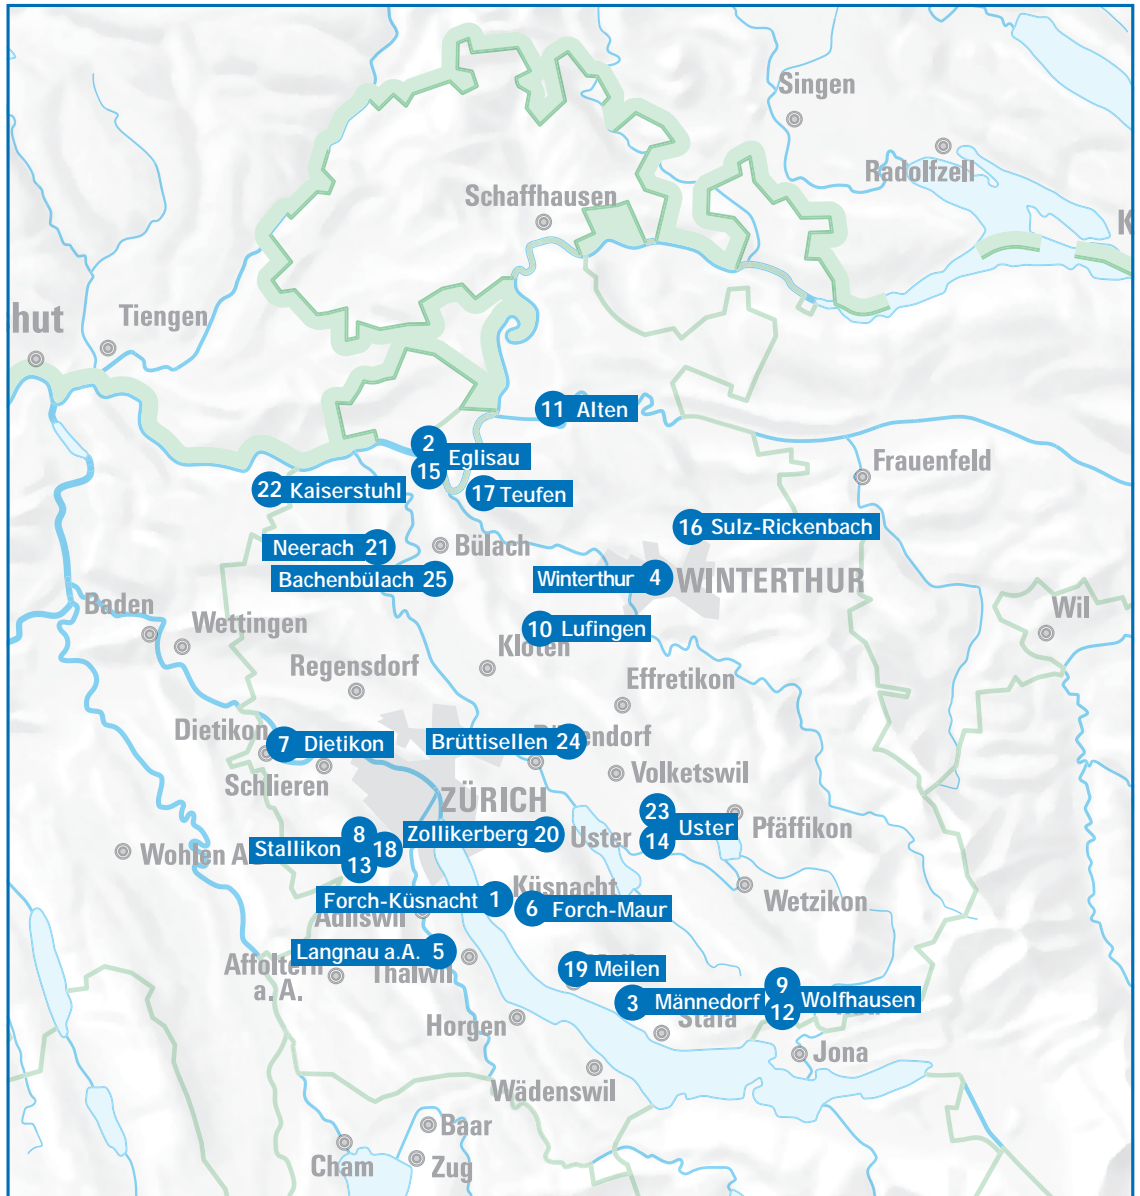 Singen
Radolfzell
Schaffhausen
K
hut
Tiengen
11 Alten
2
Eglisau
15
Frauenfeld
22 Kaiserstuhl
17 Teufen
16 Sulz-Rickenbach
Neerach 21
Bülach
Bachenbülach 25
Winterthur 4
WINTERTHUR
Baden
Wettingen
Wil
10 Lufingen
Kloten
Regensdorf
Effretikon
Dietikon
7 Dietikon
Brüttisellen 24
endorf
Schlieren
Volketswil
ZÜRICH
23
Uster
14
Pfäffikon
8
Stallikon
18
13
Zollikerberg 20
Uster
Wohlen A
Küsnacht
Wetzikon
Forch-Küsnacht 1
6 Forch-Maur
Adliswil
Langnau a.A. 5
Affoltern
a. A.
Thalwil
19 Meilen
9
Wolfhausen
12
3 Männedorf
Stäfa
Horgen
Jona
Wädenswil
Baar
Cham
Zug